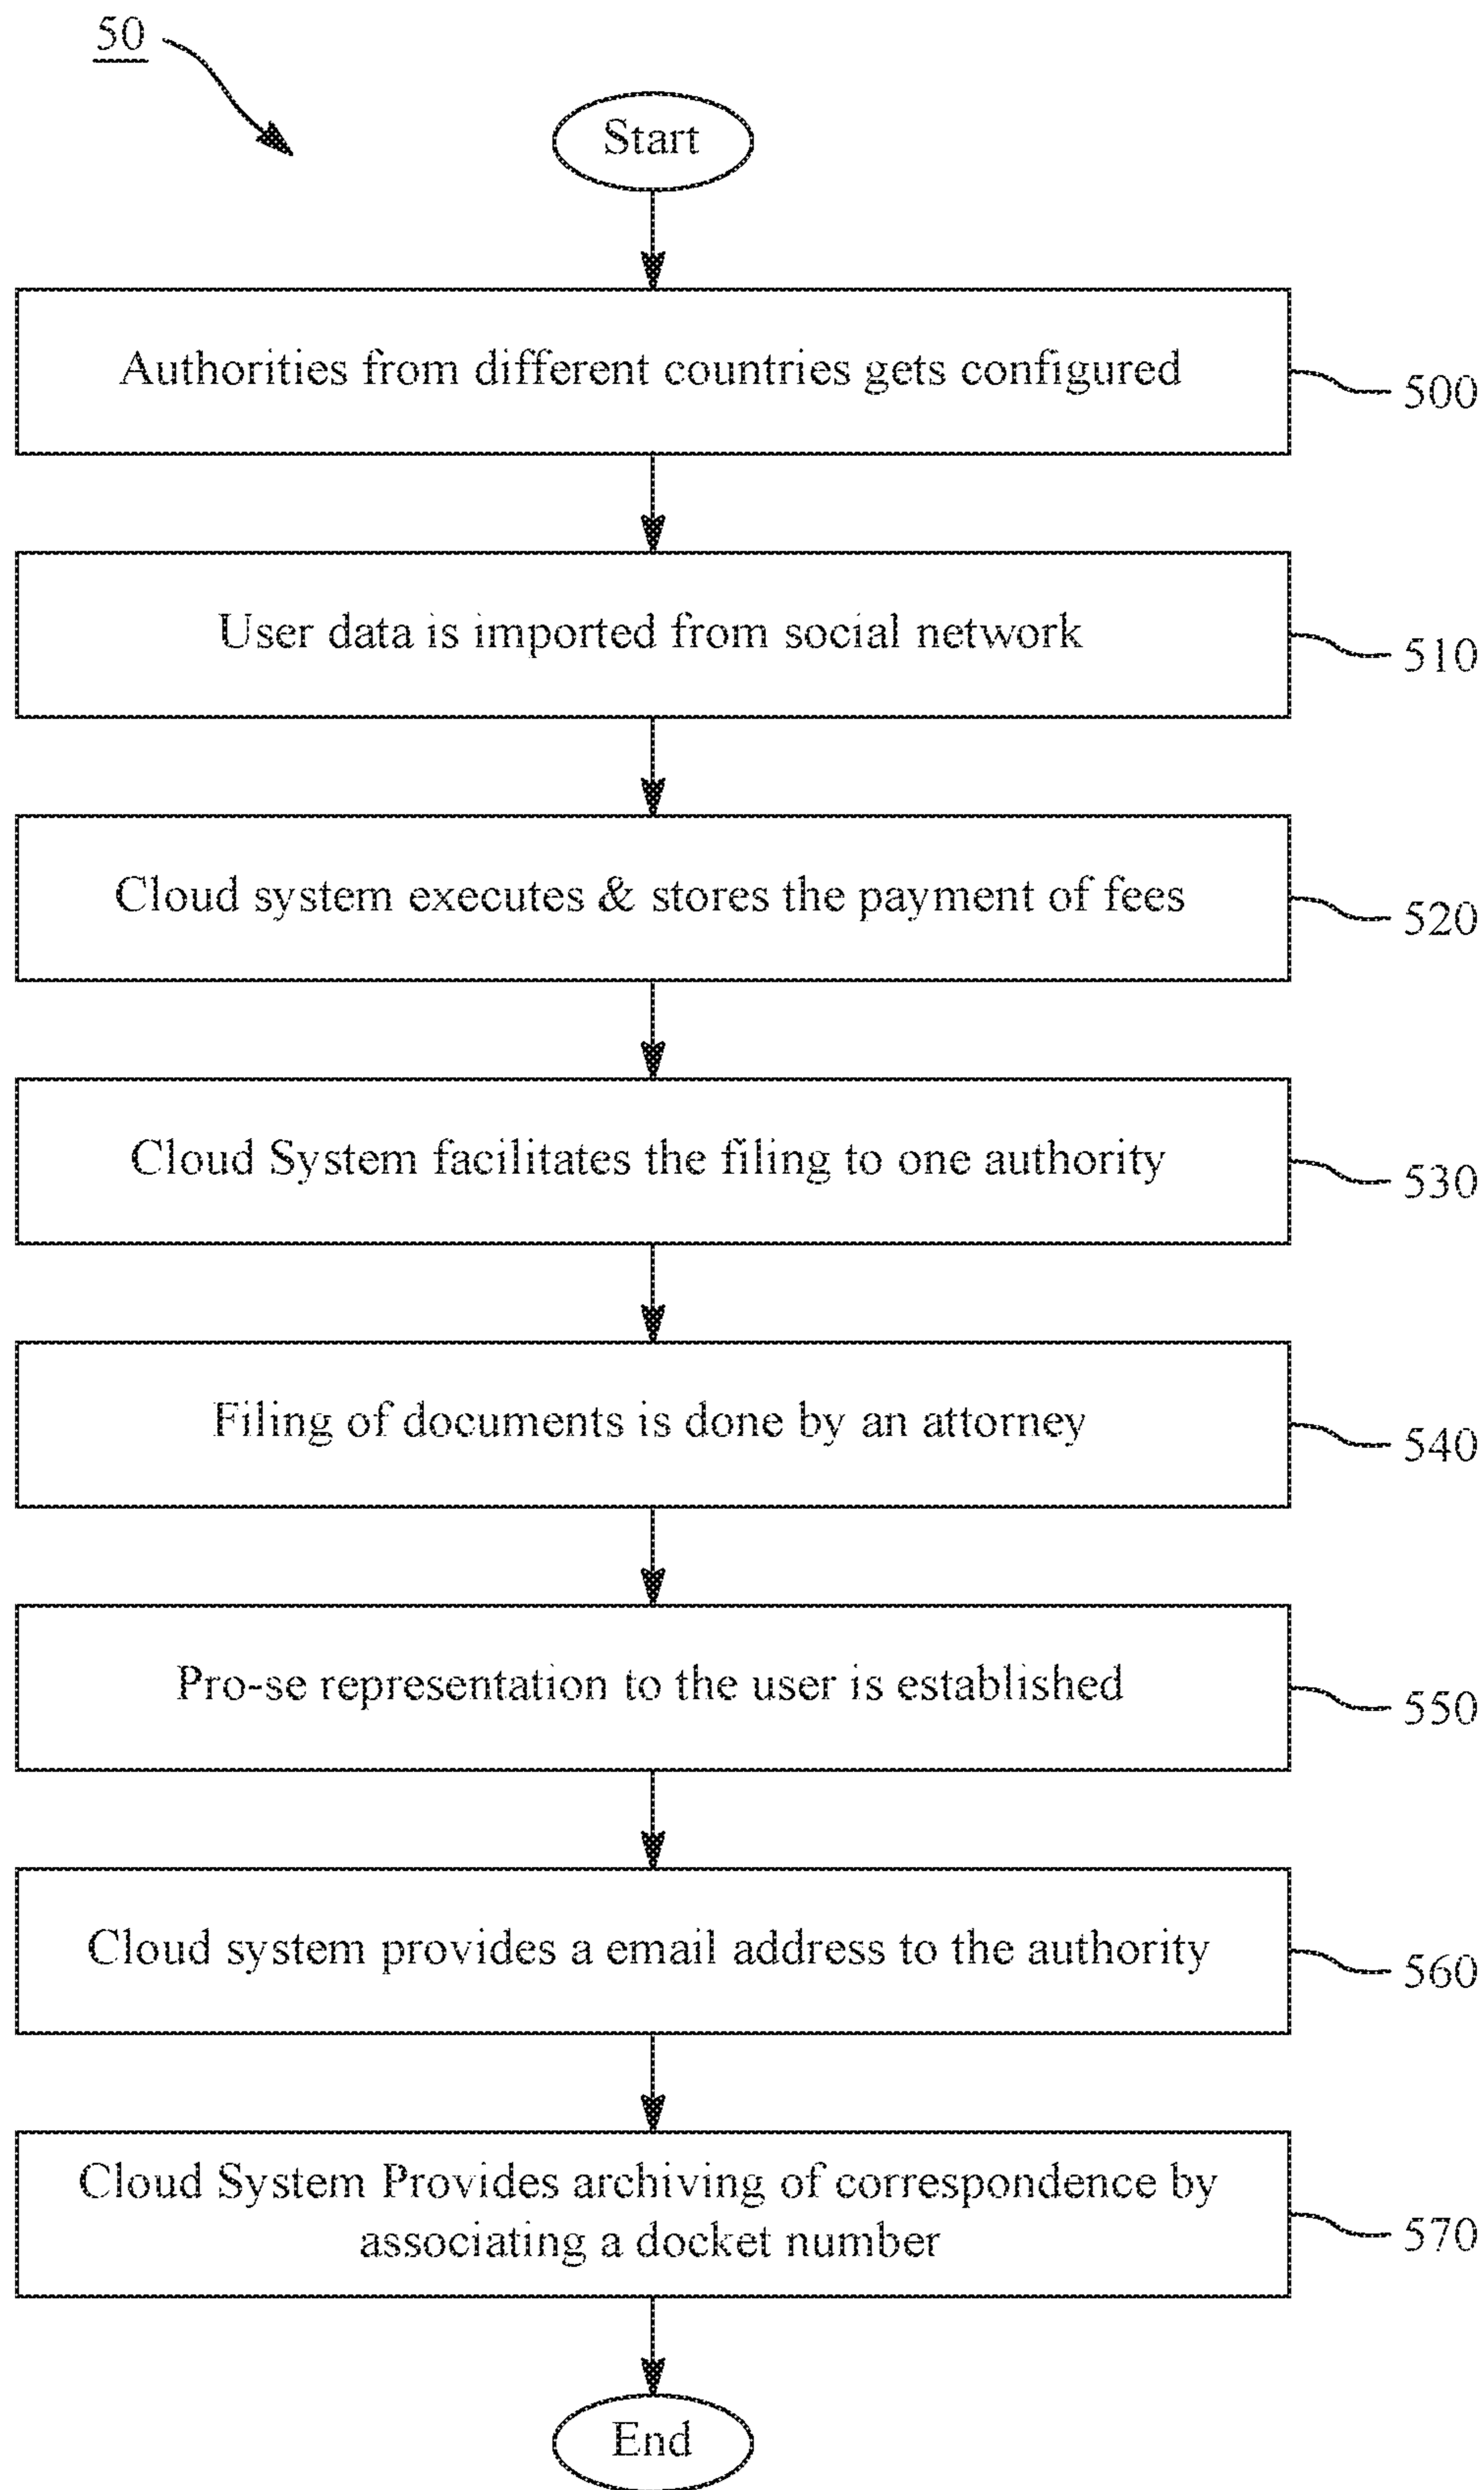 50
Start
Authorities from different countries gets configured
500
User data is imported from social network
510
Cloud system executes & stores the payment of fees
520
Cloud System facilitates the filing to one authority
530
Filing of documents is done by an attorney
540
Pro-se representation to the user is established
550
Cloud system provides a email address to the authority
560
Cloud System Provides archiving of correspondence by
associating a docket number
570
End